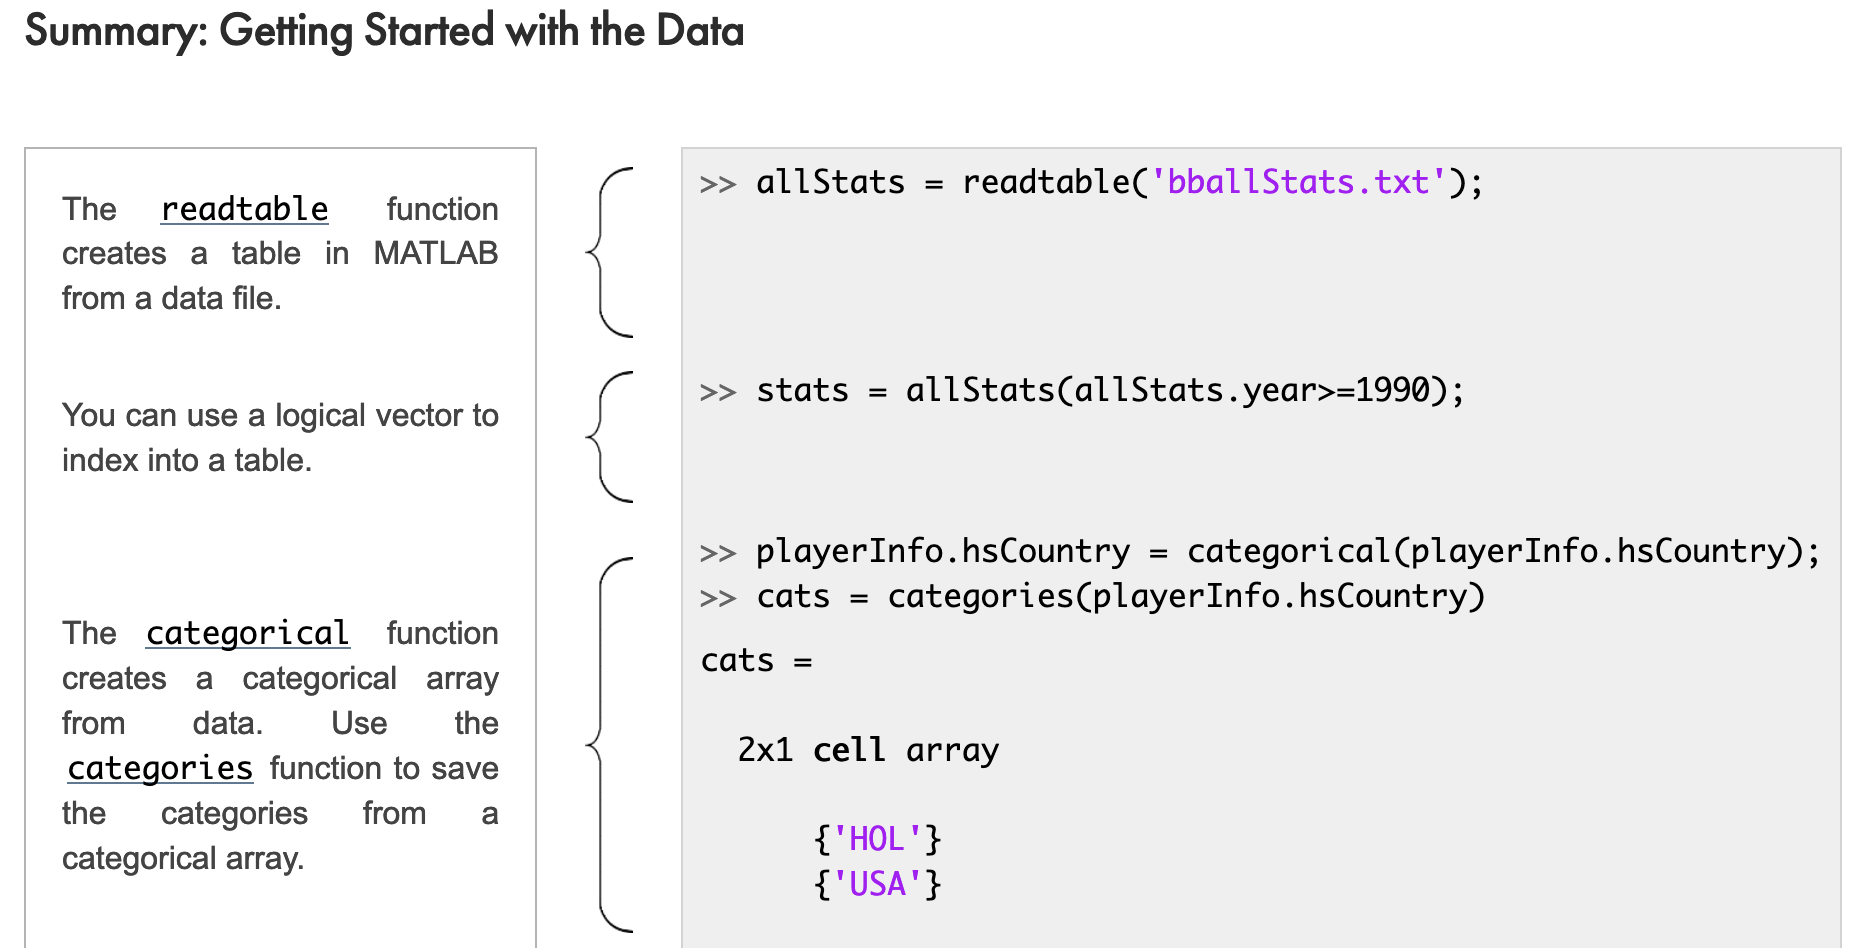 Summary: Getting Started with the Data
The readtable function
creates a table in MATLAB
from a data file.
>> allStats = readtable('bballStats.txt');
You can use a logical vector to
index into a table.
>> stats = allStats(allStats.year>=1990);
The categorical function
creates a categorical array
from data. Use the
categories function to save
the categories from a
categorical array.
>> playerInfo.hsCountry = categorical(playerInfo.hsCountry);
>> cats = categories(playerInfo.hsCountry)
cats =
2x1 cell array
{'HOL'}
{'USA'}